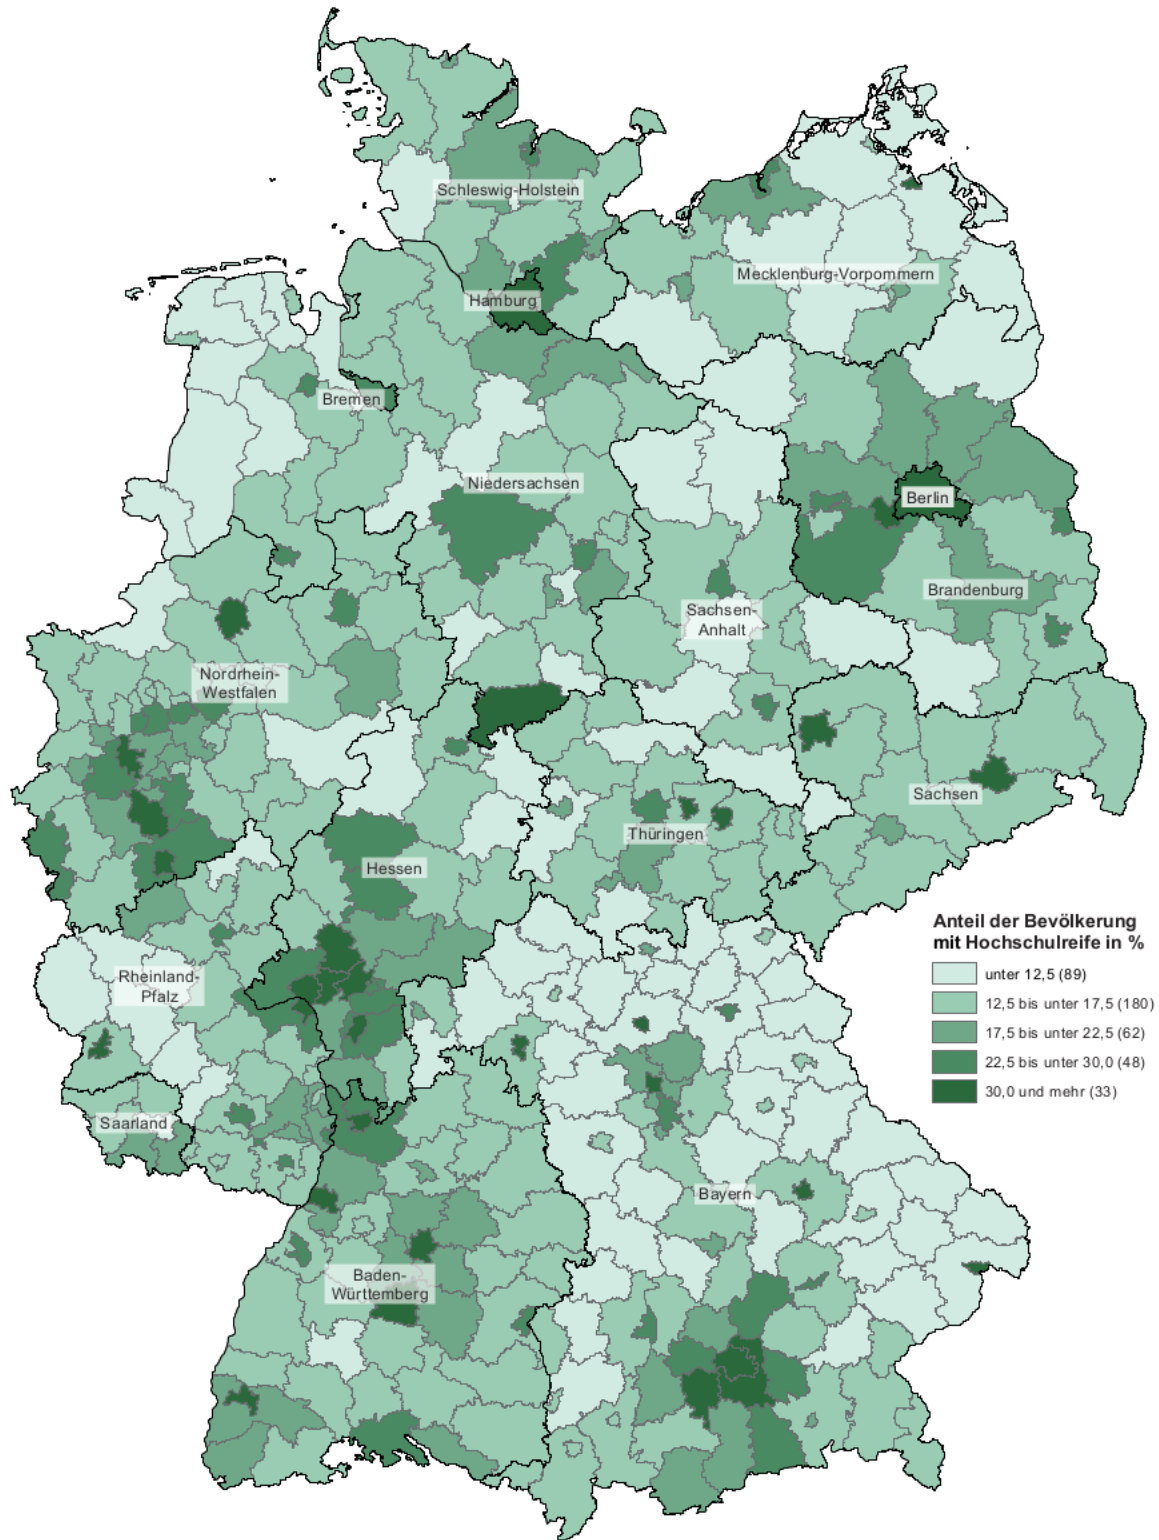 Schleswig-Holstein
Mecklenburg-Vorpommern
Hamburg
Bremen
Niedersachsen
Berlin
Brandenburg
Sachsen-
Anhalt
Nordrhein-
Westfalen
Sachsen
Thüringen
Hessen
Anteil der Bevölkerung
mit Hochschulreife in %
unter 12,5 (89)
12,5 bis unter 17,5 (180)
17,5 bis unter 22,5 (62)
22,5 bis unter 30,0 (48)
30,0 und mehr (33)
Rheinland-
Pfalz
Saarland
Bayern
Baden-
Württemberg